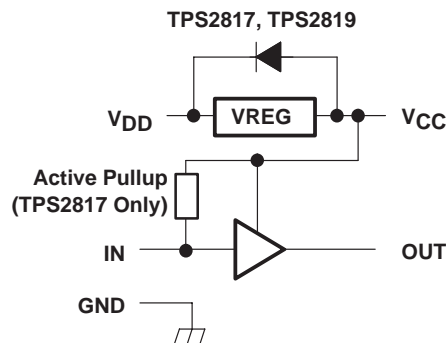 TPS2817, TPS2819
VDD
VREG
VCC
Active Pullup
(TPS2817 Only)
IN
OUT
GND